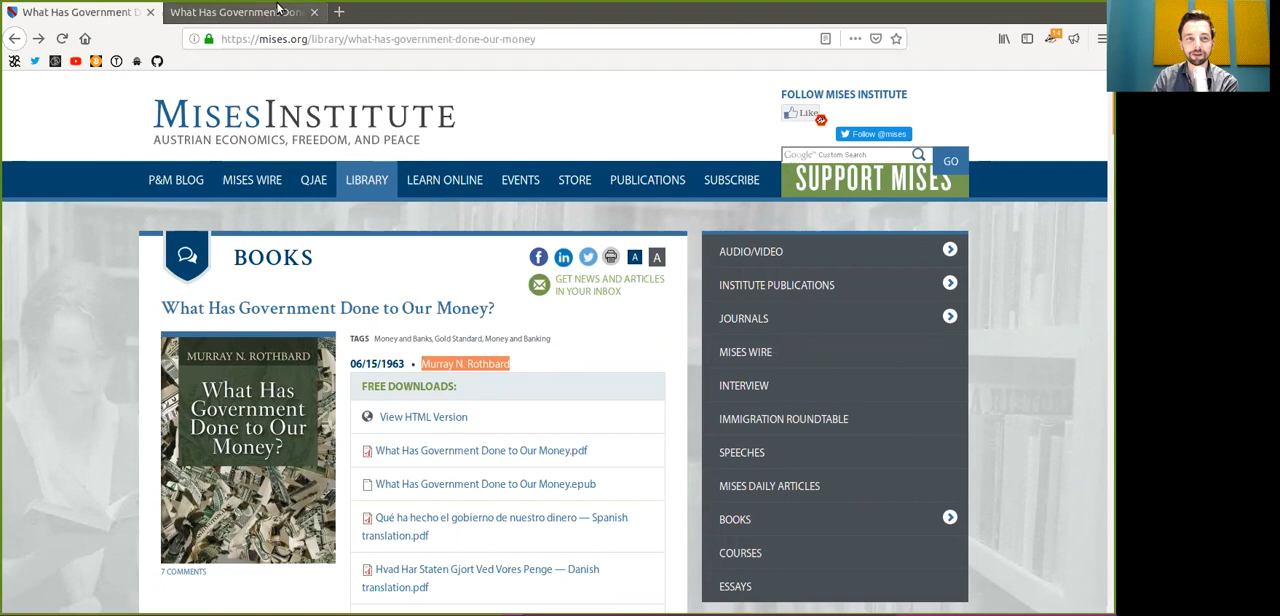 What Has Government D
What Has Government Don
https://mises.org/library/what-has-government-done-our-money
14
MISESINSTITUTE
AUSTRIAN ECONOMICS, FREEDOM, AND PEACE
FOLLOW MISES INSTITUTE
Like
Follow @mises
Google Custom Search
GO
SUPPORT MISES
P&M BLOG MISES WIRE QJAE LIBRARY LEARN ONLINE EVENTS STORE PUBLICATIONS SUBSCRIBE
BOOKS
A A
GET NEWS AND ARTICLES
IN YOUR INBOX
What Has Government Done to Our Money?
MURRAY N. ROTHBARD
What Has
Government
Done to Our
Money?
7 COMMENTS
TAGS Money and Banks, Gold Standard, Money and Banking
06/15/1963 • Murray N. Rothbard
FREE DOWNLOADS:
View HTML Version
What Has Government Done to Our Money.pdf
What Has Government Done to Our Money.epub
Qué ha hecho el gobierno de nuestro dinero — Spanish
translation.pdf
Hvad Har Staten Gjort Ved Vores Penge — Danish
translation.pdf
AUDIO/VIDEO
INSTITUTE PUBLICATIONS
JOURNALS
MISES WIRE
INTERVIEW
IMMIGRATION ROUNDTABLE
SPEECHES
MISES DAILY ARTICLES
BOOKS
COURSES
ESSAYS